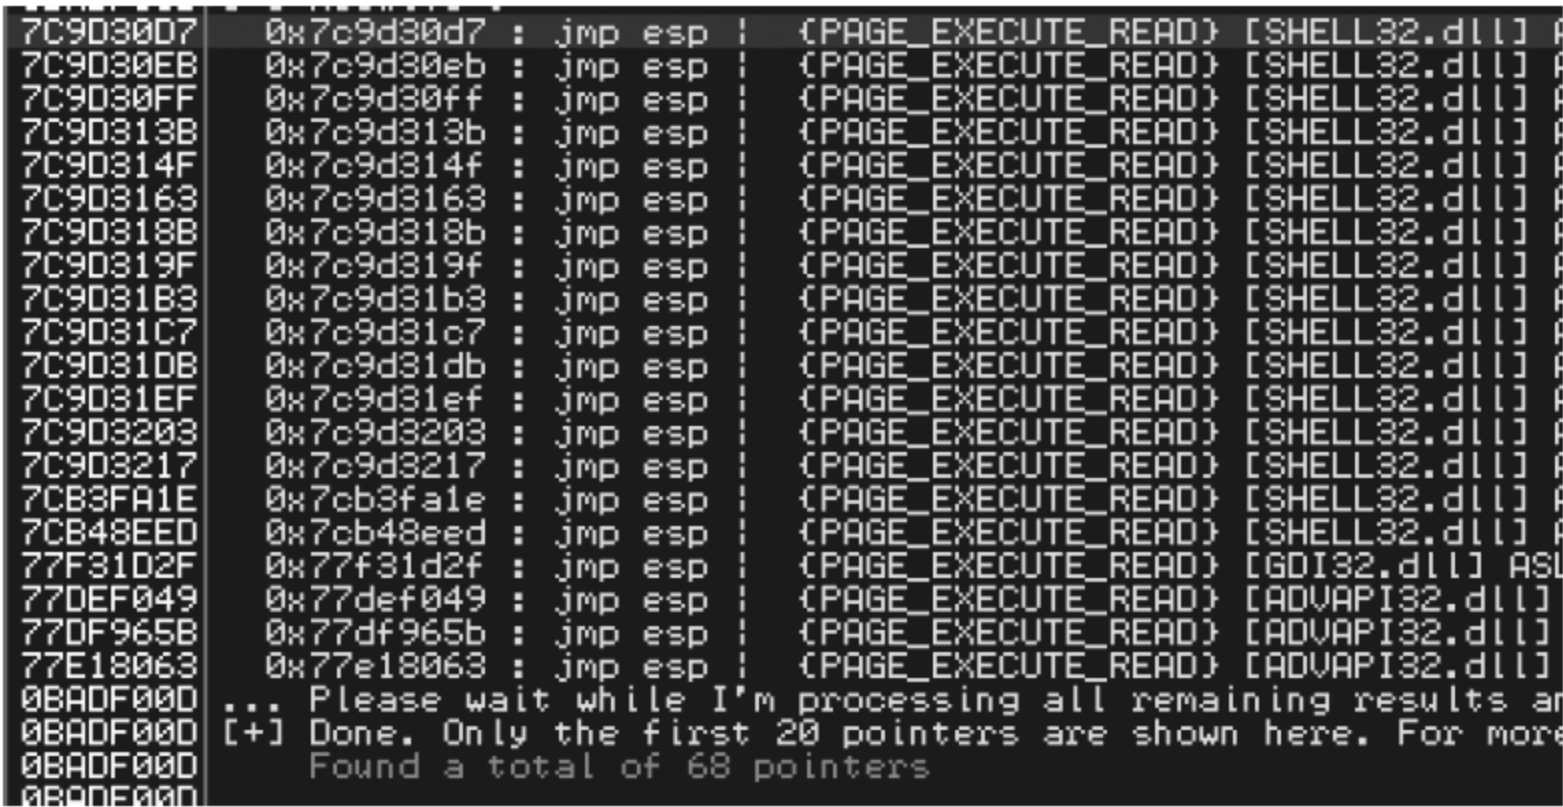 7C9D30D7 0x7c9d30d7 : jmp esp | {PAGE_EXECUTE_READ} [SHELL32.dll]
7C9D30EB 0x7c9d30eb : jmp esp | {PAGE_EXECUTE_READ} [SHELL32.dll]
7C9D30FF 0x7c9d30ff : jmp esp | {PAGE_EXECUTE_READ} [SHELL32.dll]
7C9D313B 0x7c9d313b : jmp esp | {PAGE_EXECUTE_READ} [SHELL32.dll]
7C9D314F 0x7c9d314f : jmp esp | {PAGE_EXECUTE_READ} [SHELL32.dll]
7C9D3163 0x7c9d3163 : jmp esp | {PAGE_EXECUTE_READ} [SHELL32.dll]
7C9D318B 0x7c9d318b : jmp esp | {PAGE_EXECUTE_READ} [SHELL32.dll]
7C9D319F 0x7c9d319f : jmp esp | {PAGE_EXECUTE_READ} [SHELL32.dll]
7C9D31B3 0x7c9d31b3 : jmp esp | {PAGE_EXECUTE_READ} [SHELL32.dll]
7C9D31C7 0x7c9d31c7 : jmp esp | {PAGE_EXECUTE_READ} [SHELL32.dll]
7C9D31DB 0x7c9d31db : jmp esp | {PAGE_EXECUTE_READ} [SHELL32.dll]
7C9D31EF 0x7c9d31ef : jmp esp | {PAGE_EXECUTE_READ} [SHELL32.dll]
7C9D3203 0x7c9d3203 : jmp esp | {PAGE_EXECUTE_READ} [SHELL32.dll]
7C9D3217 0x7c9d3217 : jmp esp | {PAGE_EXECUTE_READ} [SHELL32.dll]
7CB3FA1E 0x7cb3fa1e : jmp esp | {PAGE_EXECUTE_READ} [SHELL32.dll]
7CB48EED 0x7cb48eed : jmp esp | {PAGE_EXECUTE_READ} [SHELL32.dll]
77F31D2F 0x77f31d2f : jmp esp | {PAGE_EXECUTE_READ} [GDI32.dll]
77DEF049 0x77def049 : jmp esp | {PAGE_EXECUTE_READ} [ADVAPI32.dll]
77DF965B 0x77df965b : jmp esp | {PAGE_EXECUTE_READ} [ADVAPI32.dll]
77E18063 0x77e18063 : jmp esp | {PAGE_EXECUTE_READ} [ADVAPI32.dll]
0BADF00D ... Please wait while I'm processing all remaining results
0BADF00D [+] Done. Only the first 20 pointers are shown here. For more
0BADF00D Found a total of 68 pointers
0BADF00D